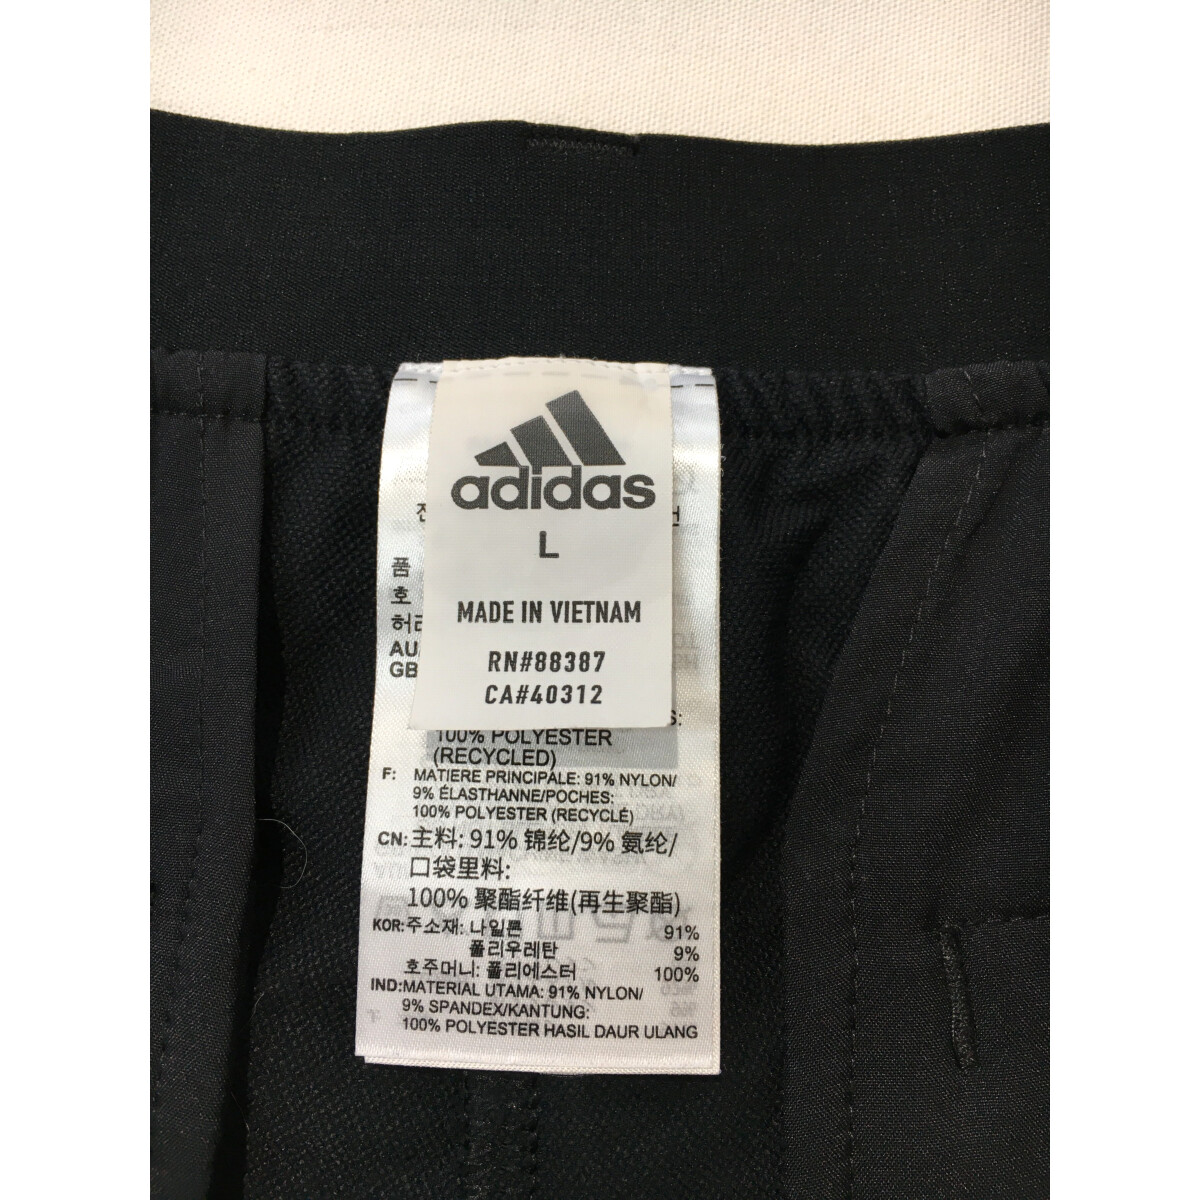 adidas
L
MADE IN VIETNAM
RN#88387
CA#40312
품
호
AU
GB
S:
100% POLYESTER
(RECYCLED)
F: MATIERE PRINCIPALE: 91% NYLON/
9% ÉLASTHANNE/POCHES:
100% POLYESTER (RECYCLÉ)
CN: 主料: 91% 锦纶/9% 氨纶/
口袋里料:
100% 聚酯纤维(再生聚酯)
KOR: 주소재: 나일론 91%
폴리우레탄 9%
호주머니: 폴리에스터 100%
IND: MATERIAL UTAMA: 91% NYLON/
9% SPANDEX/KANTUNG:
100% POLYESTER HASIL DAUR ULANG